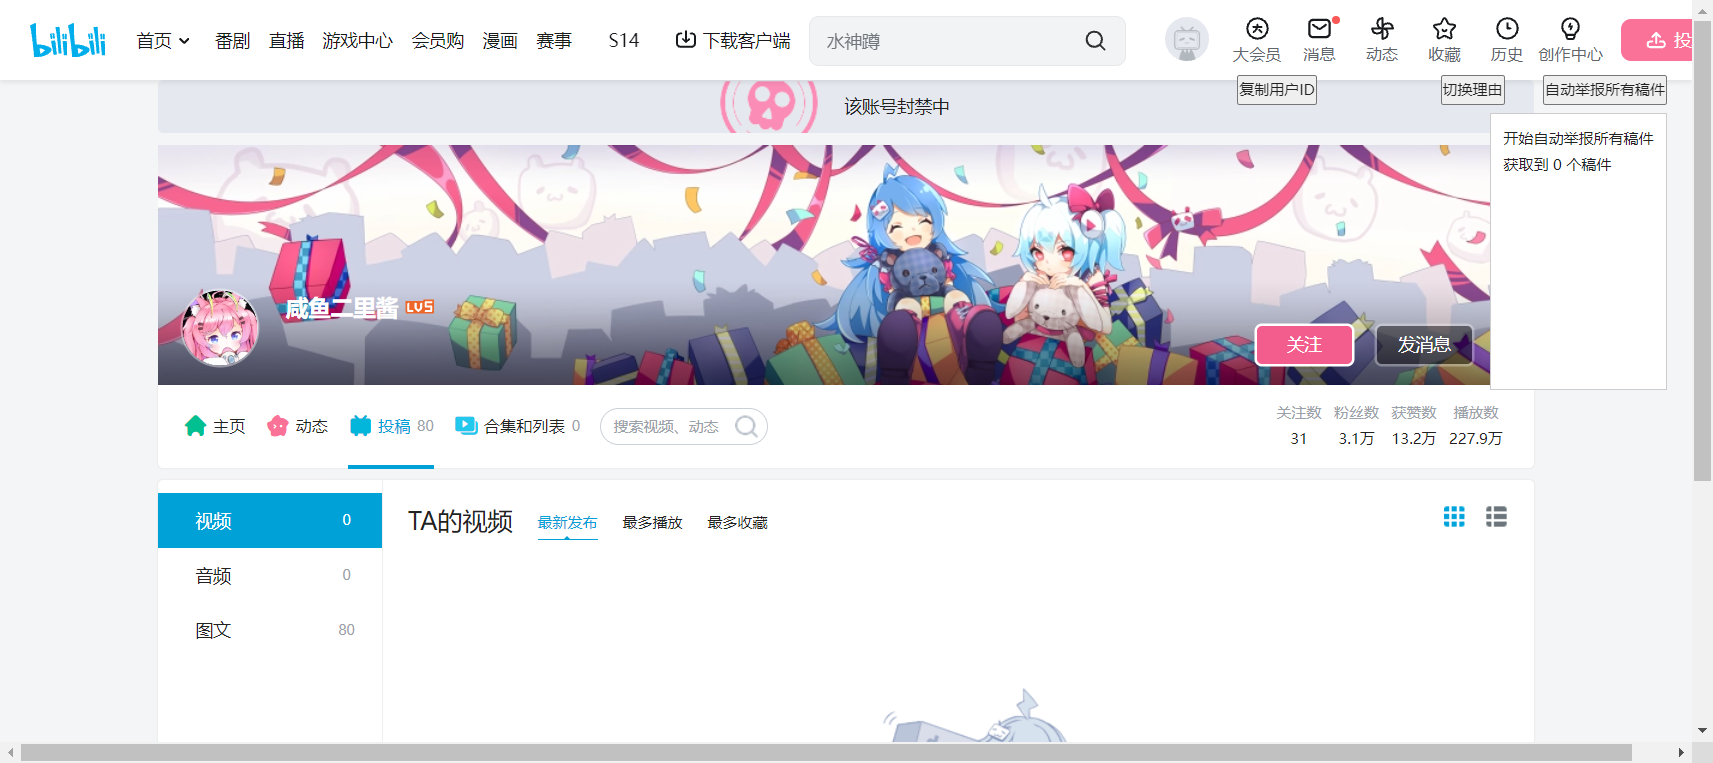 bilibili
首页 番剧 直播 游戏中心 会员购 漫画 赛事 S14 下载客户端
水神蹲
大会员 消息 动态 收藏 历史 创作中心
投
复制用户ID 切换理由 自动举报所有稿件
该账号封禁中
开始自动举报所有稿件
获取到 0 个稿件
咸鱼二里酱 LV5
关注 发消息
主页 动态 投稿 80 合集和列表 0
搜索视频、动态
关注数 粉丝数 获赞数 播放数
31 3.1万 13.2万 227.9万
视频 0
音频 0
图文 80
TA的视频 最新发布 最多播放 最多收藏